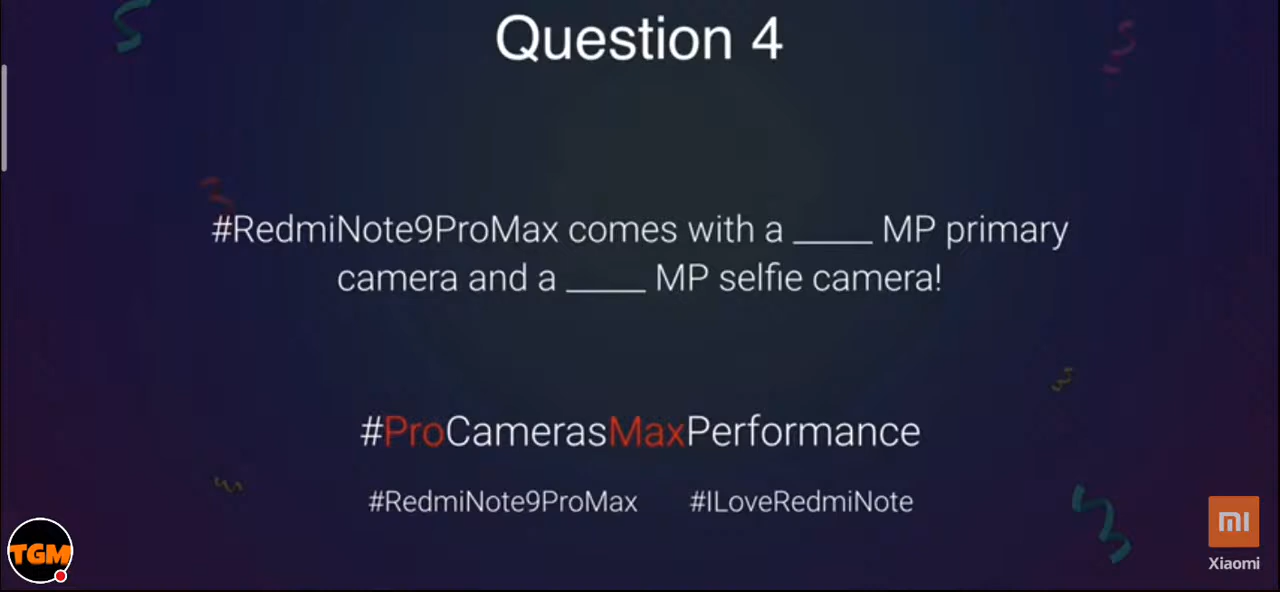 Question 4
#RedmiNote9ProMax comes with a _____ MP primary
camera and a _____ MP selfie camera!
#ProCamerasMaxPerformance
#RedmiNote9ProMax #ILoveRedmiNote
TGM
mi
Xiaomi